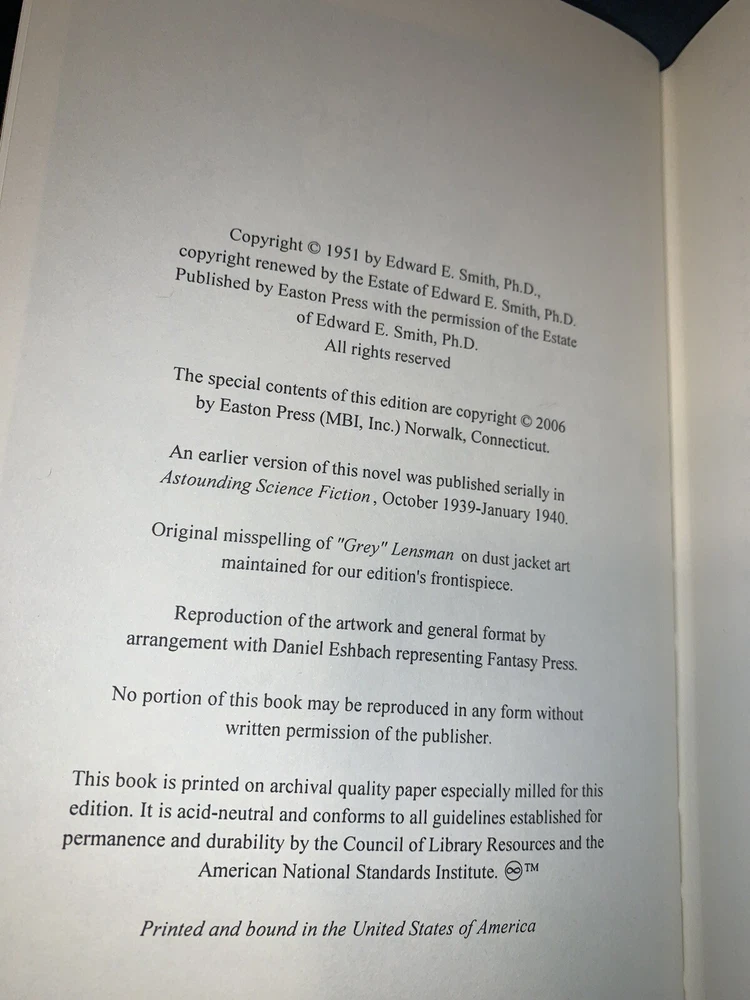 Copyright © 1951 by Edward E. Smith, Ph.D.,
copyright renewed by the Estate of Edward E. Smith, Ph.D.
Published by Easton Press with the permission of the Estate
of Edward E. Smith, Ph.D.
All rights reserved
The special contents of this edition are copyright © 2006
by Easton Press (MBI, Inc.) Norwalk, Connecticut.
An earlier version of this novel was published serially in
Astounding Science Fiction, October 1939-January 1940.
Original misspelling of "Grey" Lensman on dust jacket art
maintained for our edition's frontispiece.
Reproduction of the artwork and general format by
arrangement with Daniel Eshbach representing Fantasy Press.
No portion of this book may be reproduced in any form without
written permission of the publisher.
This book is printed on archival quality paper especially milled for this
edition. It is acid-neutral and conforms to all guidelines established for
permanence and durability by the Council of Library Resources and the
American National Standards Institute. ♾™
Printed and bound in the United States of America